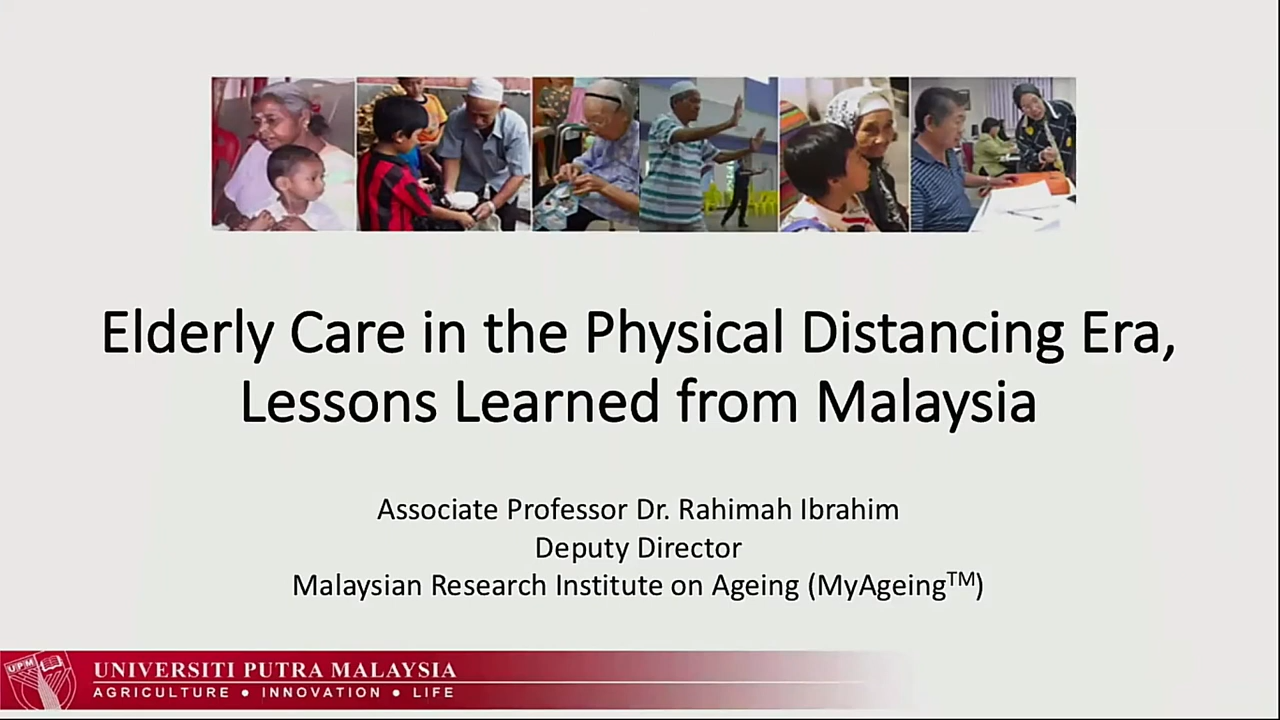 Elderly Care in the Physical Distancing Era,
Lessons Learned from Malaysia
Associate Professor Dr. Rahimah Ibrahim
Deputy Director
Malaysian Research Institute on Ageing (MyAgeing™)
UPM
UNIVERSITI PUTRA MALAYSIA
AGRICULTURE ● INNOVATION ● LIFE